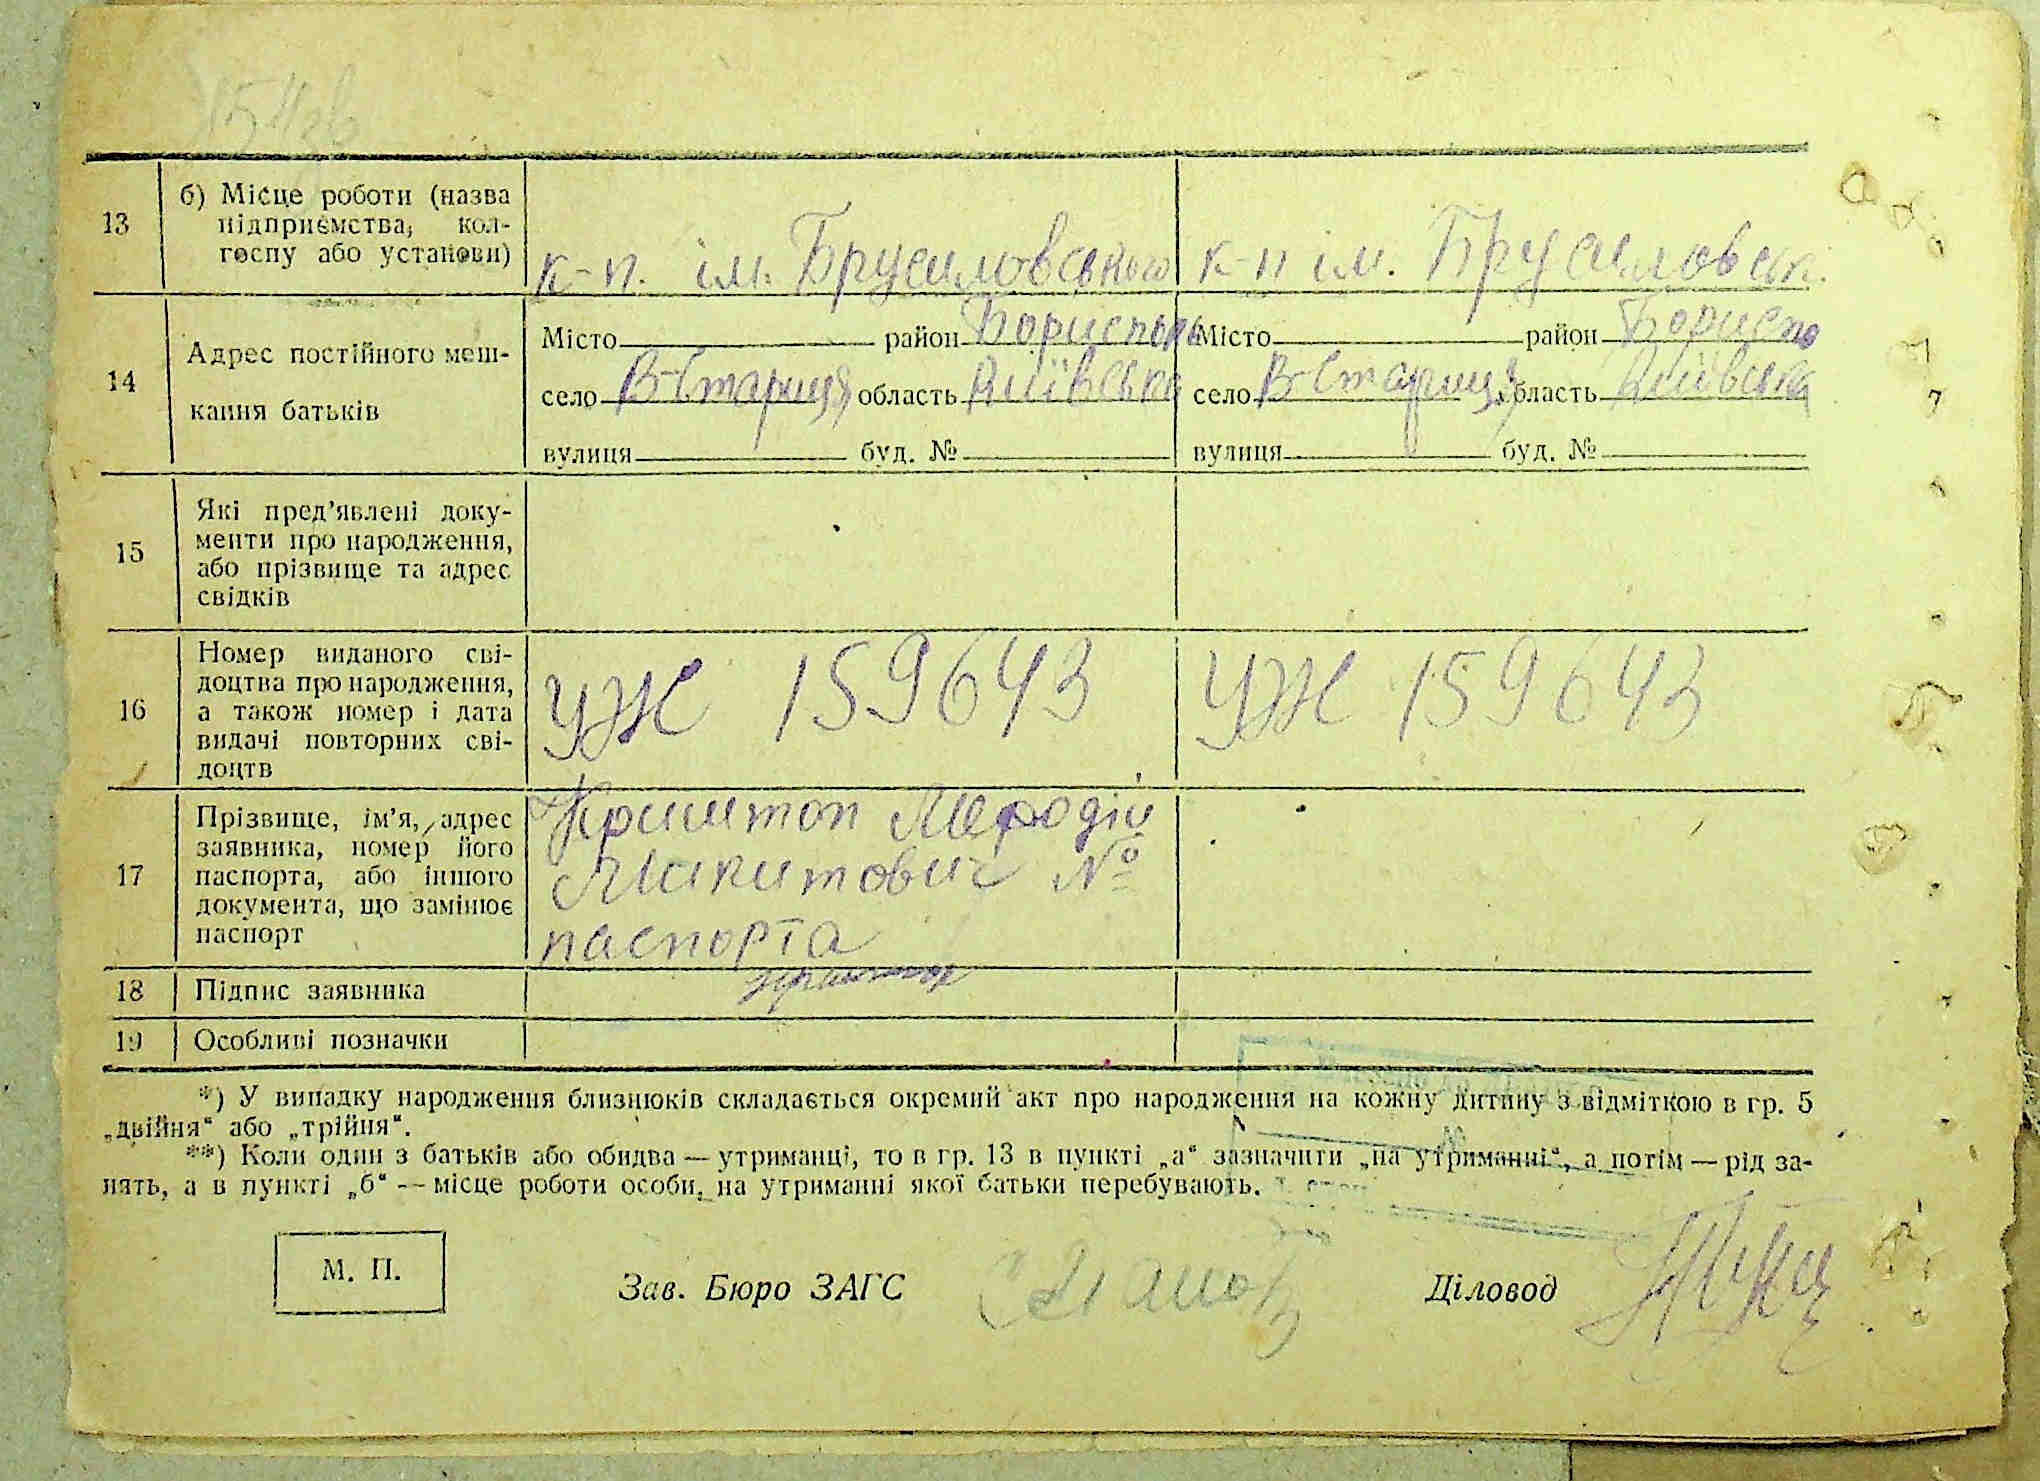 154зв
13 б) Місце роботи (назва
підприємства, кол-
госпу або установи)
к-п. ім. Брусиловського к-п ім. Брусиловськ.
14 Адрес постійного меш-
кання батьків
Місто район Бориспол Місто район Бориспо
село В-Стариця область Київська село В-Стариця область Київська
вулиця буд. № вулиця буд. №
15 Які пред’явлені доку-
менти про народження,
або прізвище та адрес
свідків
16 Номер виданого сві-
доцтва про народження,
а також номер і дата
видачі повторних сві-
доцтв
УЖ 159643 УЖ 159643
17 Прізвище, ім’я, адрес
заявника, номер його
паспорта, або іншого
документа, що замінює
паспорт
Криштоп Мефодій
Микитович №
паспорта
18 Підпис заявника
19 Особливі позначки
*) У випадку народження близнюків складається окремий акт про народження на кожну дитину з відміткою в гр. 5
„двійня“ або „трійня“.
**) Коли один з батьків або обидва — утриманці, то в гр. 13 в пункті „а“ зазначити „на утриманні“, а потім — рід за-
нять, а в пункті „б“ — місце роботи особи, на утриманні якої батьки перебувають.
М. П.
Зав. Бюро ЗАГС Діловод